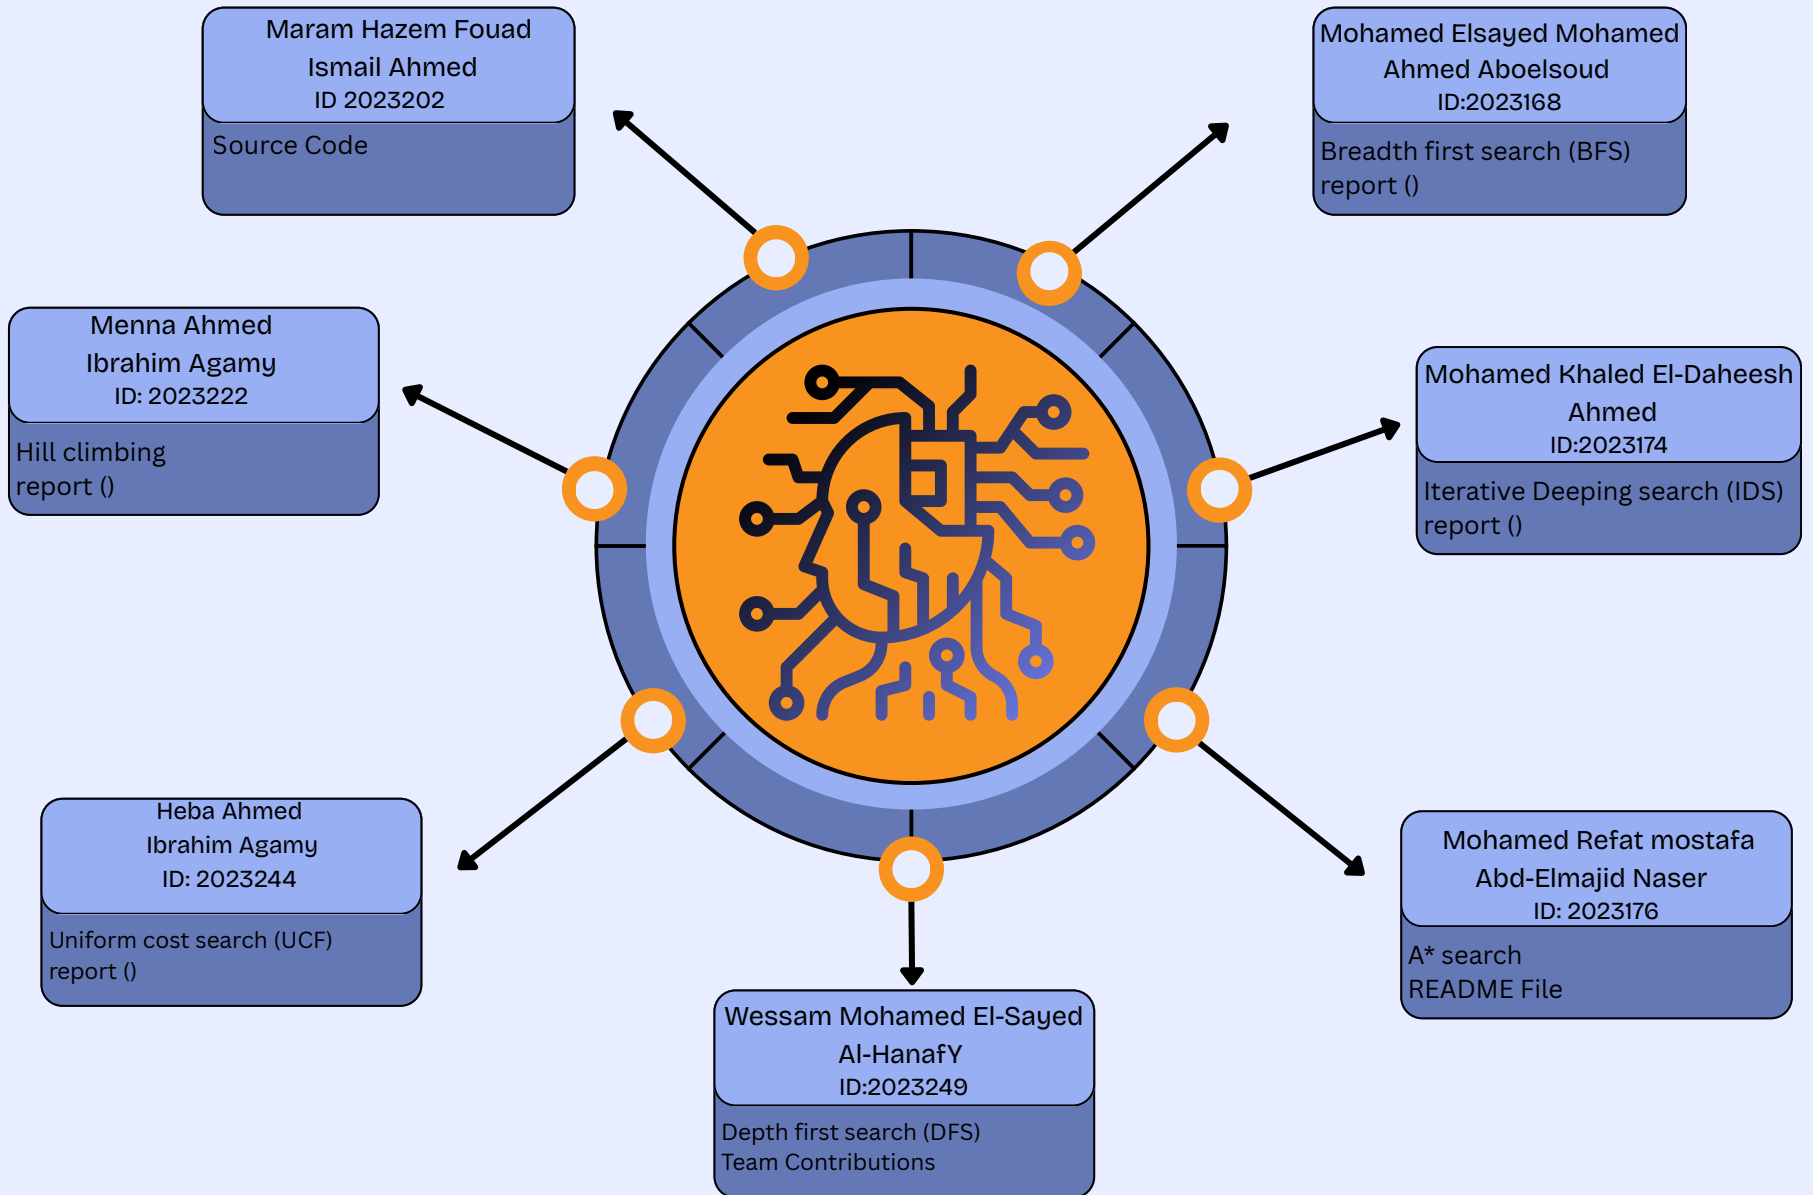 Maram Hazem Fouad
Ismail Ahmed
ID 2023202
Source Code
Mohamed Elsayed Mohamed
Ahmed Aboelsoud
ID:2023168
Breadth first search (BFS)
report ()
Menna Ahmed
Ibrahim Agamy
ID: 2023222
Hill climbing
report ()
Mohamed Khaled El-Daheesh
Ahmed
ID:2023174
Iterative Deeping search (IDS)
report ()
Heba Ahmed
Ibrahim Agamy
ID: 2023244
Uniform cost search (UCF)
report ()
Mohamed Refat mostafa
Abd-Elmajid Naser
ID: 2023176
A* search
README File
Wessam Mohamed El-Sayed
Al-HanafY
ID:2023249
Depth first search (DFS)
Team Contributions